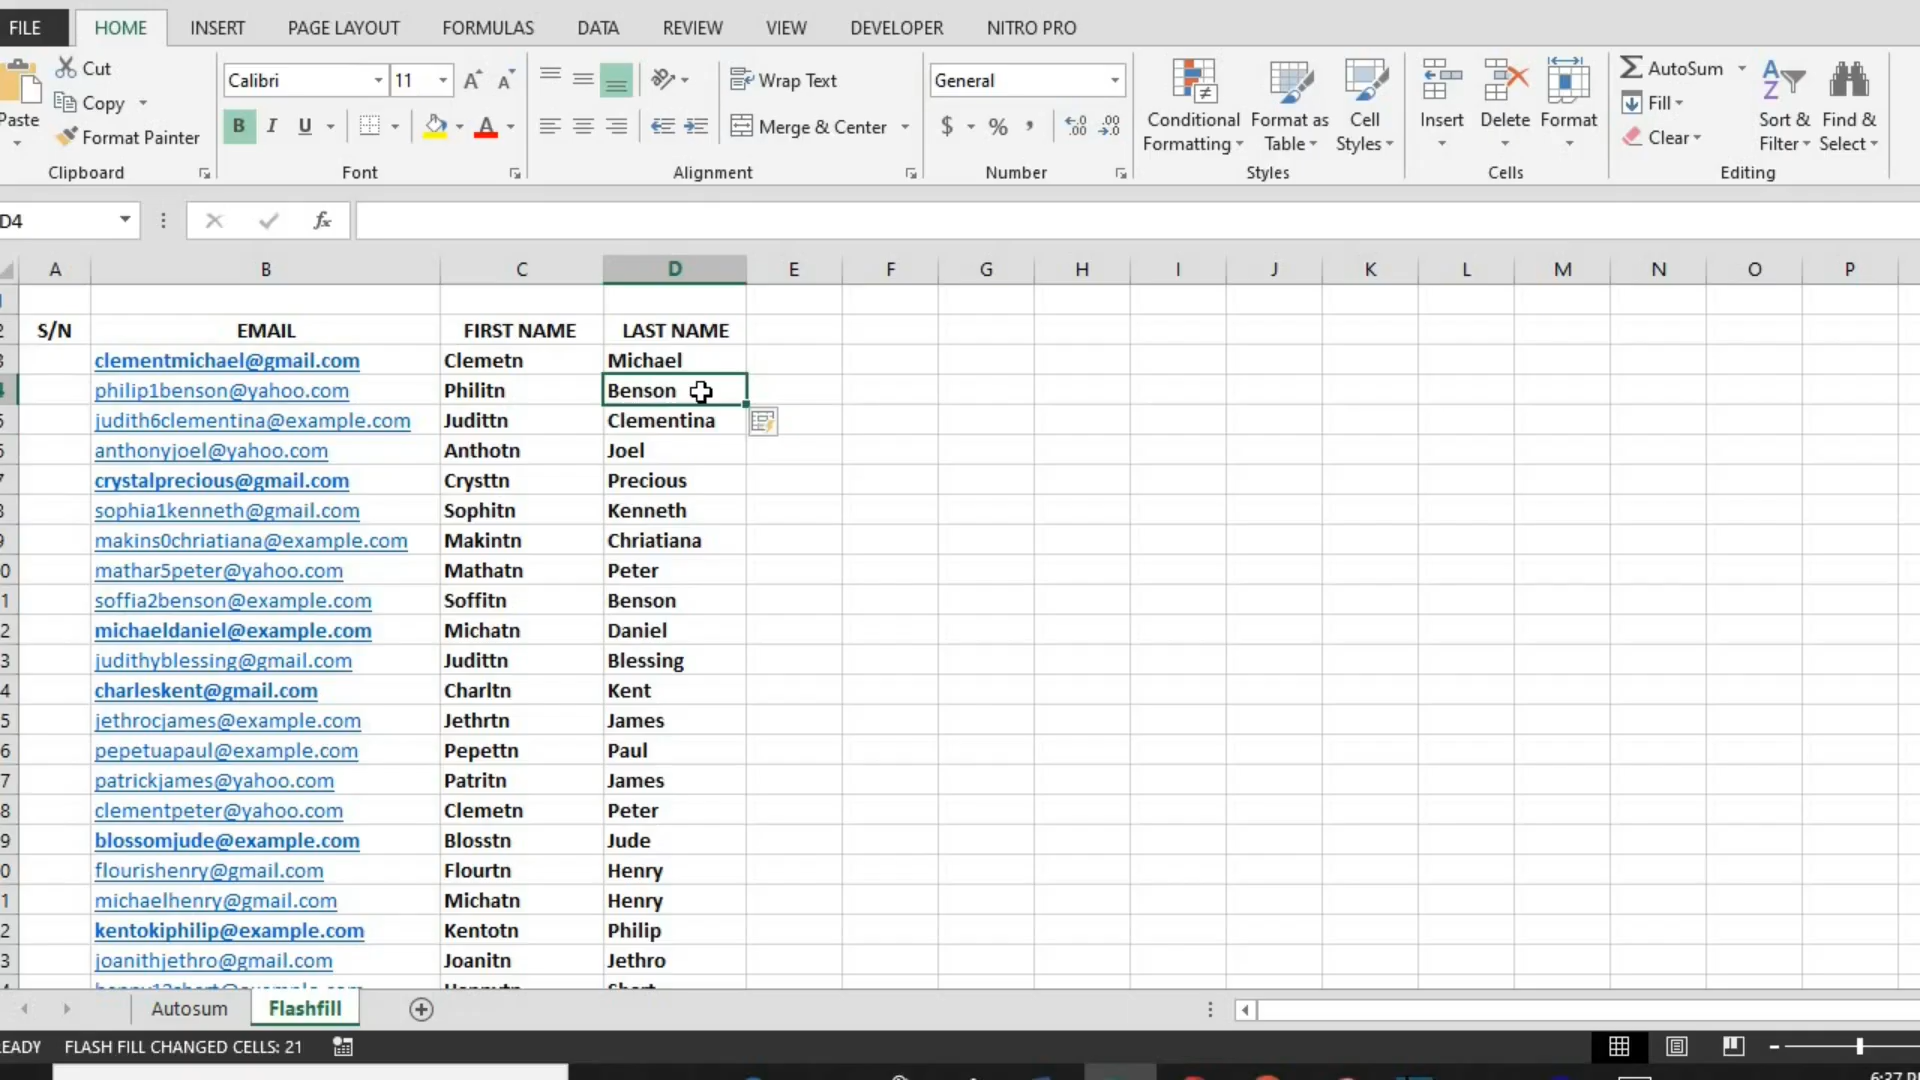 FILE HOME INSERT PAGE LAYOUT FORMULAS DATA REVIEW VIEW DEVELOPER NITRO PRO
Cut
Copy
Paste
Format Painter
Clipboard
Calibri 11
B I U
Font
Wrap Text
Merge & Center
Alignment
General
$ % ,
Number
Conditional Formatting
Format as Table
Cell Styles
Styles
Insert Delete Format
Cells
AutoSum
Fill
Clear
Sort & Filter
Find & Select
Editing
D4 fx
A B C D E F G H I J K L M N O P
S/N EMAIL FIRST NAME LAST NAME
clementmichael@gmail.com Clemetn Michael
philip1benson@yahoo.com Philitn Benson
judith6clementina@example.com Judittn Clementina
anthonyjoel@yahoo.com Anthotn Joel
crystalprecious@gmail.com Crysttn Precious
sophia1kenneth@gmail.com Sophitn Kenneth
makins0chriatiana@example.com Makintn Chriatiana
mathar5peter@yahoo.com Mathatn Peter
soffia2benson@example.com Soffitn Benson
michaeldaniel@example.com Michatn Daniel
judithyblessing@gmail.com Judittn Blessing
charleskent@gmail.com Charltn Kent
jethrocjames@example.com Jethrtn James
pepetuapaul@example.com Pepettn Paul
patrickjames@yahoo.com Patritn James
clementpeter@yahoo.com Clemetn Peter
blossomjude@example.com Blosstn Jude
flourishenry@gmail.com Flourtn Henry
michaelhenry@gmail.com Michatn Henry
kentokiphilip@example.com Kentotn Philip
joanithjethro@gmail.com Joanitn Jethro
Autosum Flashfill
EADY FLASH FILL CHANGED CELLS: 21